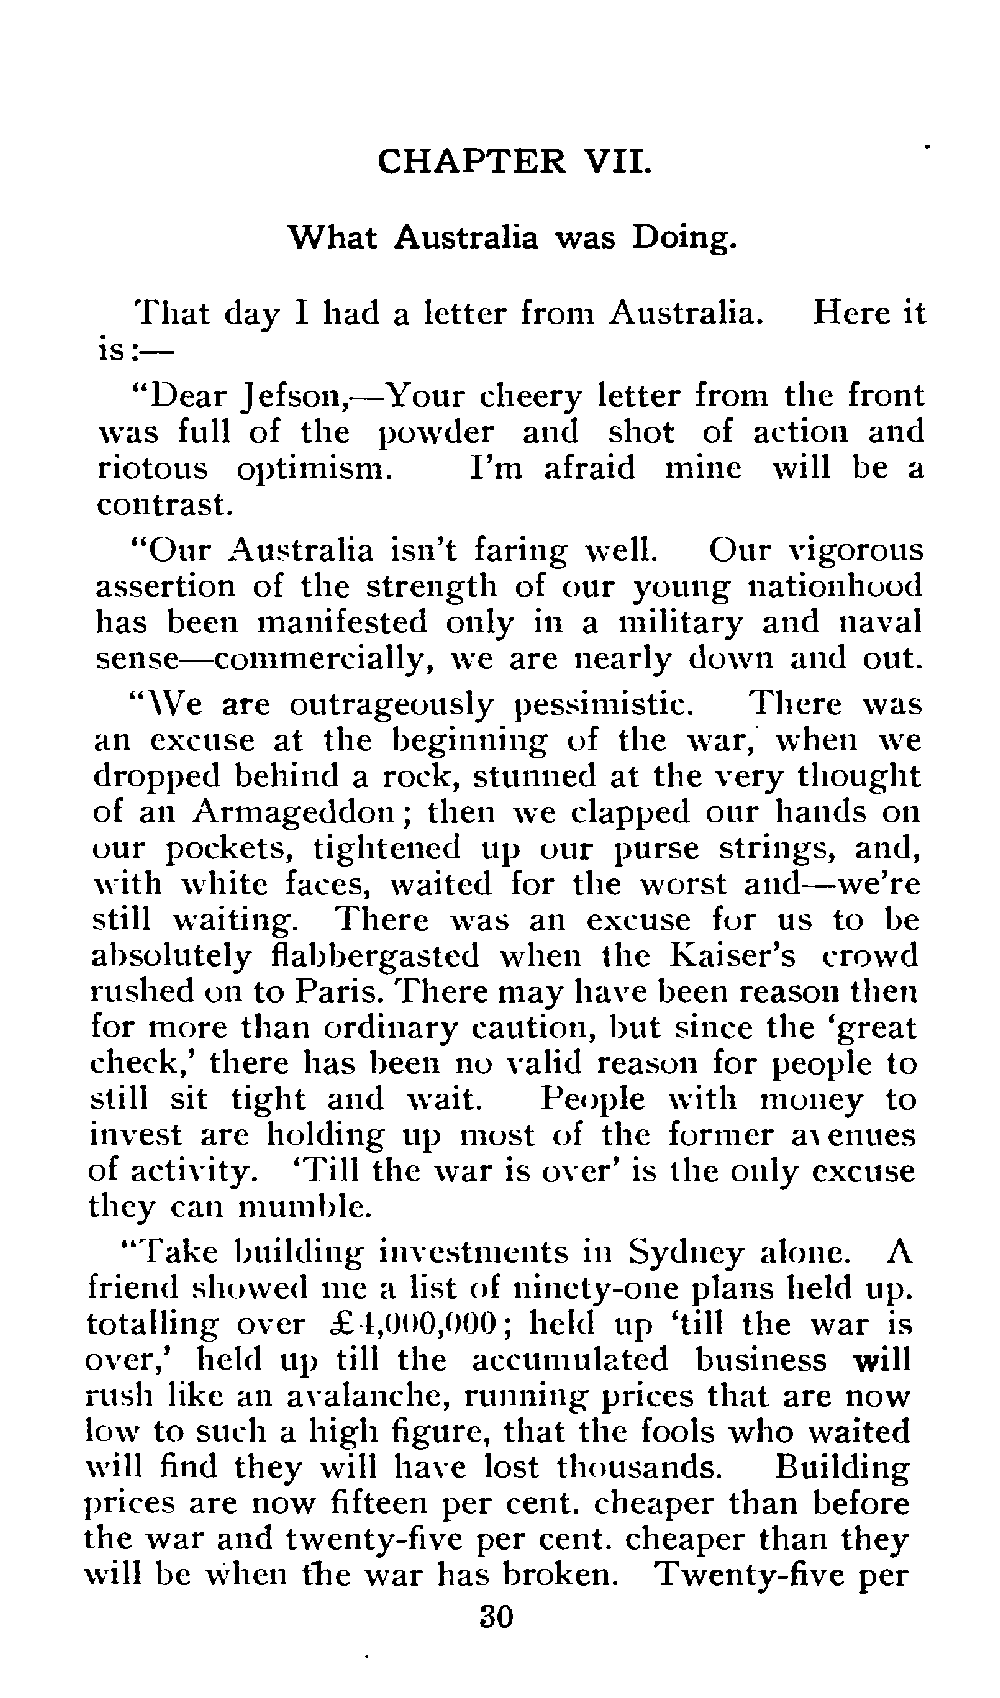 CHAPTER VII.
What Australia was Doing.
That day I had a letter from Australia. Here it
is:—
"Dear Jefson,—Your cheery letter from the front
was full of the powder and shot of action and
riotous optimism. I'm afraid mine will be a
contrast.
"Our Australia isn't faring well. Our vigorous
assertion of the strength of our young nationhood
has been manifested only in a military and naval
sense—commercially, we are nearly down and out.
"We are outrageously pessimistic. There was
an excuse at the beginning of the war, when we
dropped behind a rock, stunned at the very thought
of an Armageddon; then we clapped our hands on
our pockets, tightened up our purse strings, and,
with white faces, waited for the worst and—we're
still waiting. There was an excuse for us to be
absolutely flabbergasted when the Kaiser's crowd
rushed on to Paris. There may have been reason then
for more than ordinary caution, but since the 'great
check,' there has been no valid reason for people to
still sit tight and wait. People with money to
invest are holding up most of the former avenues
of activity. 'Till the war is over' is the only excuse
they can mumble.
"Take building investments in Sydney alone. A
friend showed me a list of ninety-one plans held up.
totalling over £4,000,000; held up 'till the war is
over,' held up till the accumulated business will
rush like an avalanche, running prices that are now
low to such a high figure, that the fools who waited
will find they will have lost thousands. Building
prices are now fifteen per cent. cheaper than before
the war and twenty-five per cent. cheaper than they
will be when the war has broken. Twenty-five per
30